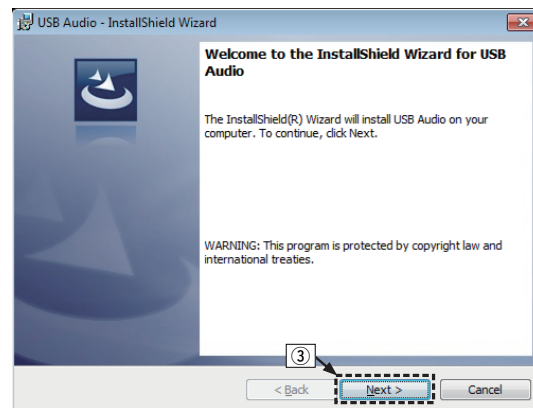 USB Audio - InstallShield Wizard
Welcome to the InstallShield Wizard for USB
Audio
The InstallShield(R) Wizard will install USB Audio on your
computer. To continue, click Next.
WARNING: This program is protected by copyright law and
international treaties.
③
< Back
Next >
Cancel